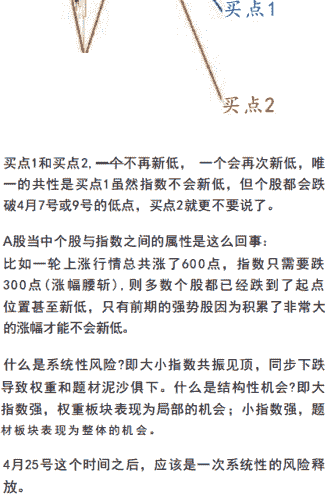 买点1
买点2
买点1和买点2,一个不再新低， 一个会再次新低，唯
一的共性是买点1虽然指数不会新低，但个股都会跌
破4月7号或9号的低点，买点2就更不要说了。
A股当中个股与指数之间的属性是这么回事：
比如一轮上涨行情总共涨了600点，指数只需要跌
300点(涨幅腰斩),则多数个股都已经跌到了起点
位置甚至新低，只有前期的强势股因为积累了非常大
的涨幅才能不会新低。
什么是系统性风险?即大小指数共振见顶，同步下跌
导致权重和题材泥沙俱下。什么是结构性机会?即大
指数强，权重板块表现为局部的机会；小指数强，题
材板块表现为整体的机会。
4月25号这个时间之后，应该是一次系统性的风险释
放。